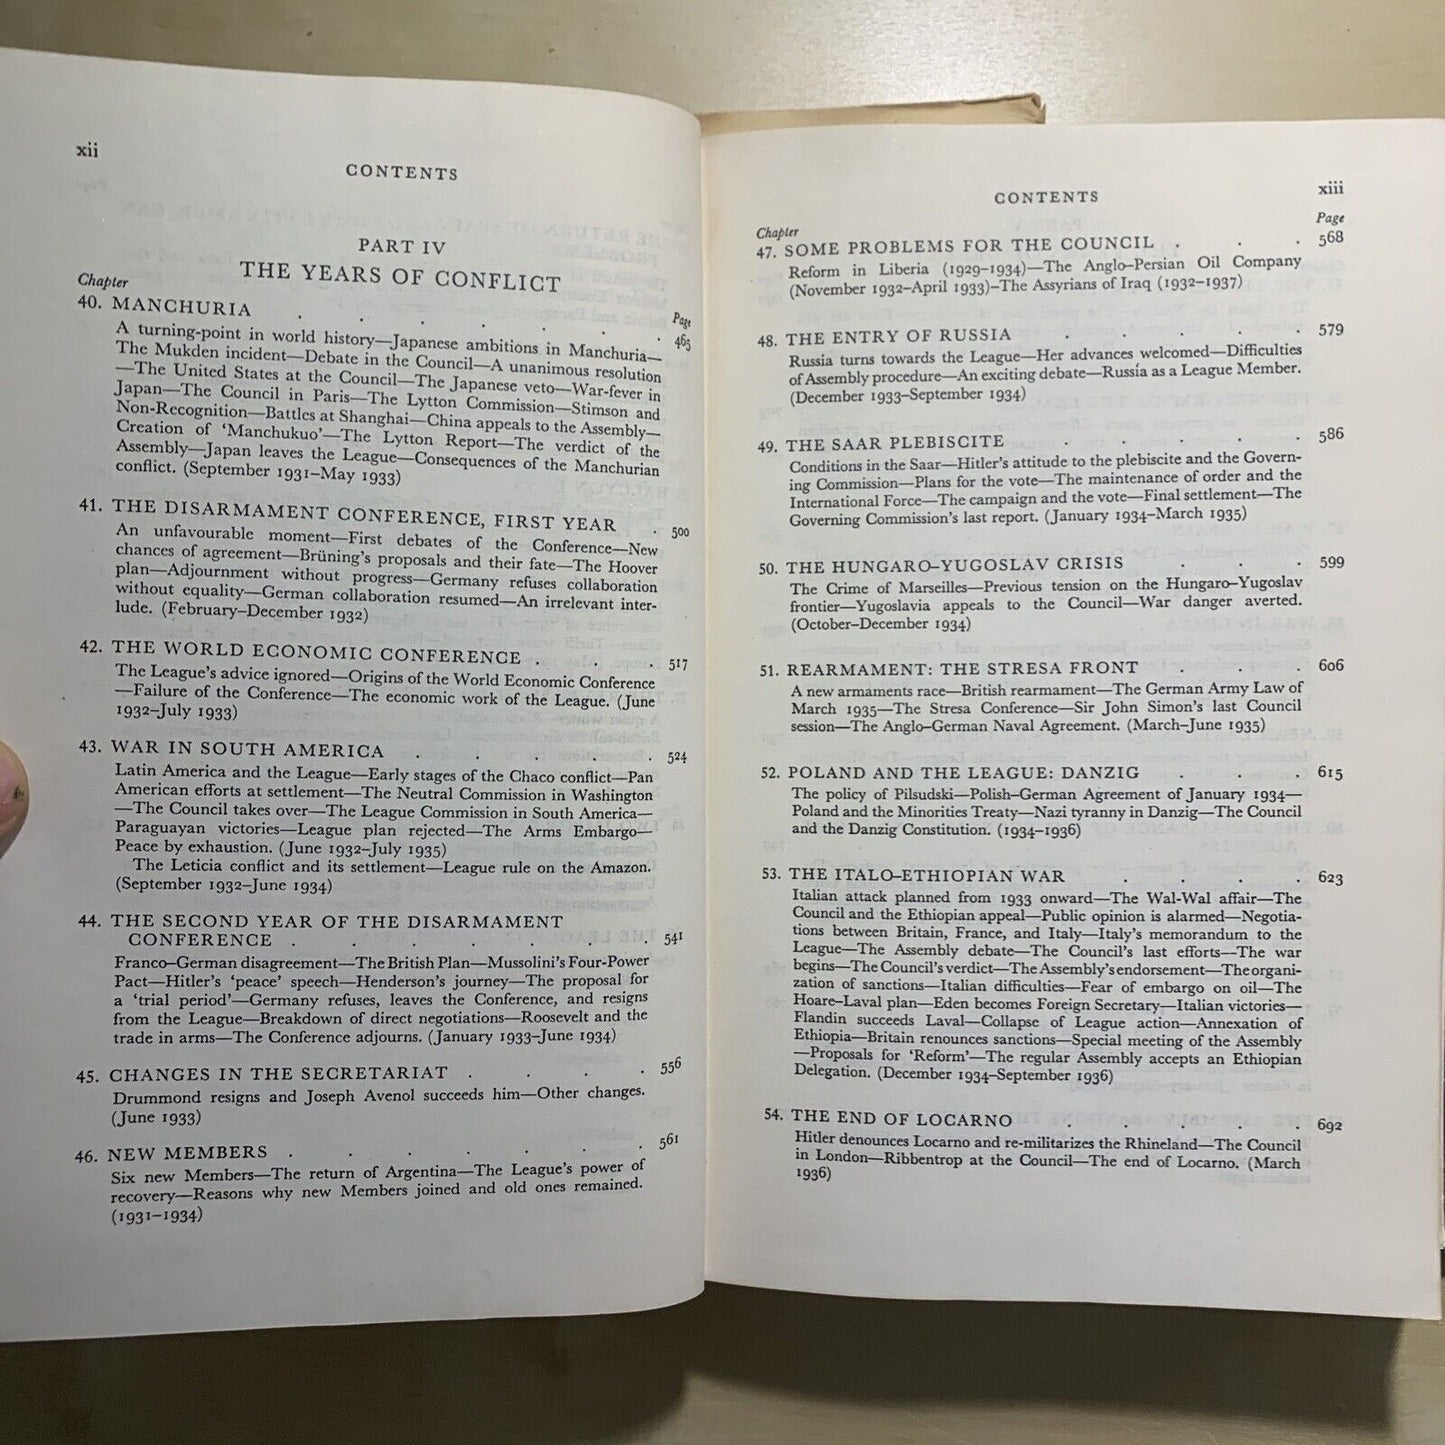 xii
CONTENTS
PART IV
THE YEARS OF CONFLICT
Chapter
Page
40. MANCHURIA . . . . . . . 465
A turning-point in world history—Japanese ambitions in Manchuria—
The Mukden incident—Debate in the Council—A unanimous resolution
—The United States at the Council—The Japanese veto—War-fever in
Japan—The Council in Paris—The Lytton Commission—Stimson and
Non-Recognition—Battles at Shanghai—China appeals to the Assembly—
Creation of ‘Manchukuo’—The Lytton Report—The verdict of the
Assembly—Japan leaves the League—Consequences of the Manchurian
conflict. (September 1931–May 1933)
41. THE DISARMAMENT CONFERENCE, FIRST YEAR . 500
An unfavourable moment—First debates of the Conference—New
chances of agreement—Brüning's proposals and their fate—The Hoover
plan—Adjournment without progress—Germany refuses collaboration
without equality—German collaboration resumed—An irrelevant inter-
lude. (February–December 1932)
42. THE WORLD ECONOMIC CONFERENCE . . . 517
The League's advice ignored—Origins of the World Economic Conference
—Failure of the Conference—The economic work of the League. (June
1932–July 1933)
43. WAR IN SOUTH AMERICA . . . . . 524
Latin America and the League—Early stages of the Chaco conflict—Pan
American efforts at settlement—The Neutral Commission in Washington
—The Council takes over—The League Commission in South America—
Paraguayan victories—League plan rejected—The Arms Embargo—
Peace by exhaustion. (June 1932–July 1935)
The Leticia conflict and its settlement—League rule on the Amazon.
(September 1932–June 1934)
44. THE SECOND YEAR OF THE DISARMAMENT
CONFERENCE . . . . . . . 541
Franco–German disagreement—The British Plan—Mussolini's Four-Power
Pact—Hitler's ‘peace’ speech—Henderson's journey—The proposal for
a ‘trial period’—Germany refuses, leaves the Conference, and resigns
from the League—Breakdown of direct negotiations—Roosevelt and the
trade in arms—The Conference adjourns. (January 1933–June 1934)
45. CHANGES IN THE SECRETARIAT . . . . 556
Drummond resigns and Joseph Avenol succeeds him—Other changes.
(June 1933)
46. NEW MEMBERS . . . . . . . 561
Six new Members—The return of Argentina—The League's power of
recovery—Reasons why new Members joined and old ones remained.
(1931–1934)
CONTENTS
xiii
Chapter
Page
47. SOME PROBLEMS FOR THE COUNCIL . . . 568
Reform in Liberia (1929–1934)—The Anglo–Persian Oil Company
(November 1932–April 1933)–The Assyrians of Iraq (1932–1937)
48. THE ENTRY OF RUSSIA . . . . . 579
Russia turns towards the League—Her advances welcomed—Difficulties
of Assembly procedure—An exciting debate—Russia as a League Member.
(December 1933–September 1934)
49. THE SAAR PLEBISCITE . . . . . 586
Conditions in the Saar—Hitler's attitude to the plebiscite and the Govern-
ing Commission—Plans for the vote—The maintenance of order and the
International Force—The campaign and the vote—Final settlement—The
Governing Commission's last report. (January 1934–March 1935)
50. THE HUNGARO–YUGOSLAV CRISIS . . . 599
The Crime of Marseilles—Previous tension on the Hungaro–Yugoslav
frontier—Yugoslavia appeals to the Council—War danger averted.
(October–December 1934)
51. REARMAMENT: THE STRESA FRONT . . . 606
A new armaments race—British rearmament—The German Army Law of
March 1935—The Stresa Conference—Sir John Simon's last Council
session—The Anglo–German Naval Agreement. (March–June 1935)
52. POLAND AND THE LEAGUE: DANZIG . . . 615
The policy of Pilsudski—Polish–German Agreement of January 1934—
Poland and the Minorities Treaty—Nazi tyranny in Danzig—The Council
and the Danzig Constitution. (1934–1936)
53. THE ITALO–ETHIOPIAN WAR . . . . 623
Italian attack planned from 1933 onward—The Wal-Wal affair—The
Council and the Ethiopian appeal—Public opinion is alarmed—Negotia-
tions between Britain, France, and Italy—Italy's memorandum to the
League—The Assembly debate—The Council's last efforts—The war
begins—The Council's verdict—The Assembly's endorsement—The organi-
zation of sanctions—Italian difficulties—Fear of embargo on oil—The
Hoare–Laval plan—Eden becomes Foreign Secretary—Italian victories—
Flandin succeeds Laval—Collapse of League action—Annexation of
Ethiopia—Britain renounces sanctions—Special meeting of the Assembly
—Proposals for ‘Reform’—The regular Assembly accepts an Ethiopian
Delegation. (December 1934–September 1936)
54. THE END OF LOCARNO . . . . . 692
Hitler denounces Locarno and re-militarizes the Rhineland—The Council
in London—Ribbentrop at the Council—The end of Locarno. (March
1936)